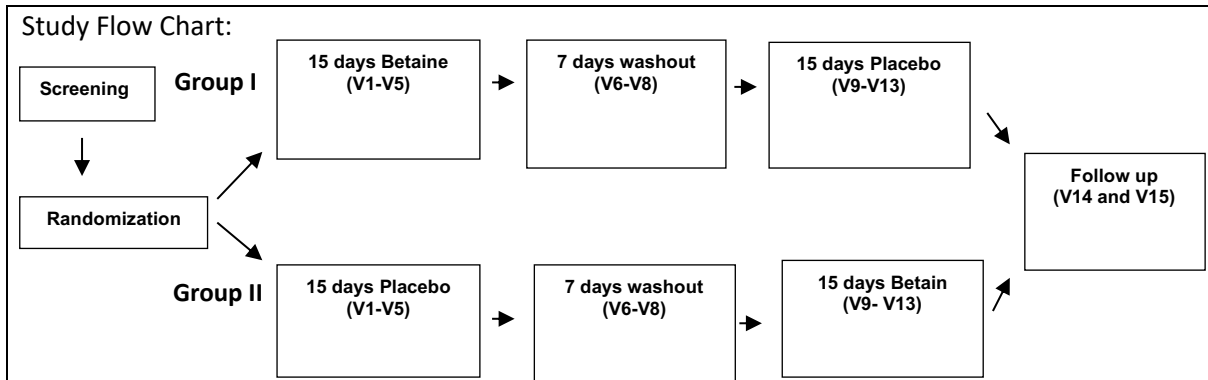 Study Flow Chart:
Screening
Randomization
Group I
15 days Betaine
(V1-V5)
7 days washout
(V6-V8)
15 days Placebo
(V9-V13)
Group II
15 days Placebo
(V1-V5)
7 days washout
(V6-V8)
15 days Betain
(V9- V13)
Follow up
(V14 and V15)